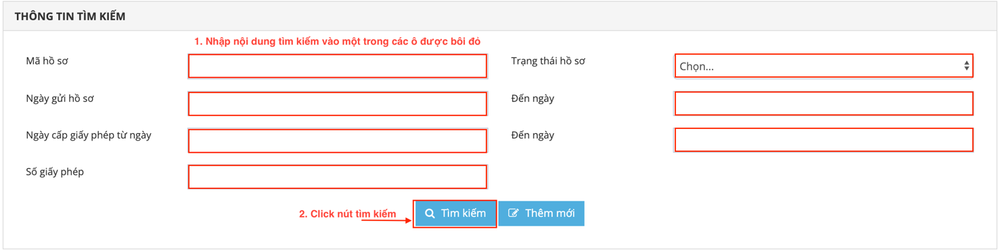 THÔNG TIN TÌM KIẾM
1. Nhập nội dung tìm kiếm vào một trong các ô được bôi đỏ
Mã hồ sơ
Trạng thái hồ sơ
Chọn...
Ngày gửi hồ sơ
Đến ngày
Ngày cấp giấy phép từ ngày
Đến ngày
Số giấy phép
2. Click nút tìm kiếm
Tìm kiếm
Thêm mới